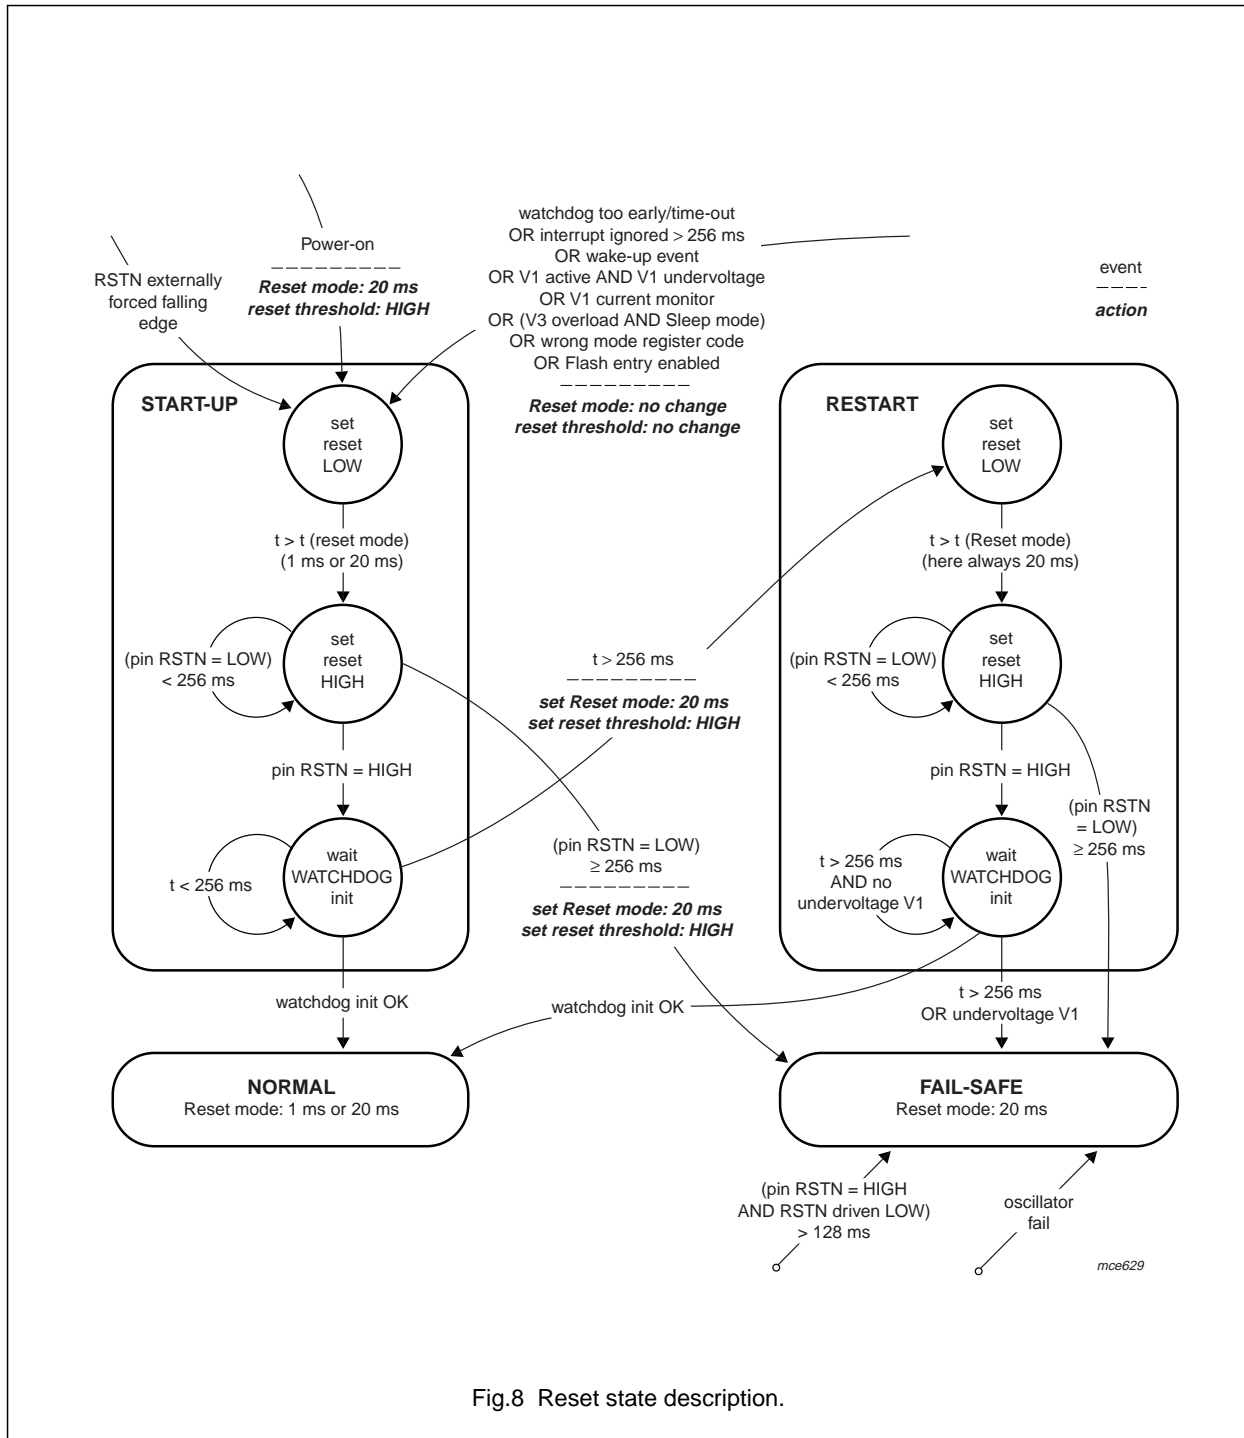 Power-on
Reset mode: 20 ms
reset threshold: HIGH
RSTN externally
forced falling
edge
watchdog too early/time-out
OR interrupt ignored > 256 ms
OR wake-up event
OR V1 active AND V1 undervoltage
OR V1 current monitor
OR (V3 overload AND Sleep mode)
OR wrong mode register code
OR Flash entry enabled
Reset mode: no change
reset threshold: no change
event
action
START-UP
set
reset
LOW
t > t (reset mode)
(1 ms or 20 ms)
(pin RSTN = LOW)
< 256 ms
set
reset
HIGH
pin RSTN = HIGH
t < 256 ms
wait
WATCHDOG
init
watchdog init OK
t > 256 ms
set Reset mode: 20 ms
set reset threshold: HIGH
(pin RSTN = LOW)
≥ 256 ms
set Reset mode: 20 ms
set reset threshold: HIGH
watchdog init OK
RESTART
set
reset
LOW
t > t (Reset mode)
(here always 20 ms)
(pin RSTN = LOW)
< 256 ms
set
reset
HIGH
pin RSTN = HIGH
(pin RSTN
= LOW)
≥ 256 ms
t > 256 ms
AND no
undervoltage V1
wait
WATCHDOG
init
t > 256 ms
OR undervoltage V1
NORMAL
Reset mode: 1 ms or 20 ms
FAIL-SAFE
Reset mode: 20 ms
(pin RSTN = HIGH
AND RSTN driven LOW)
> 128 ms
oscillator
fail
mce629
Fig.8 Reset state description.